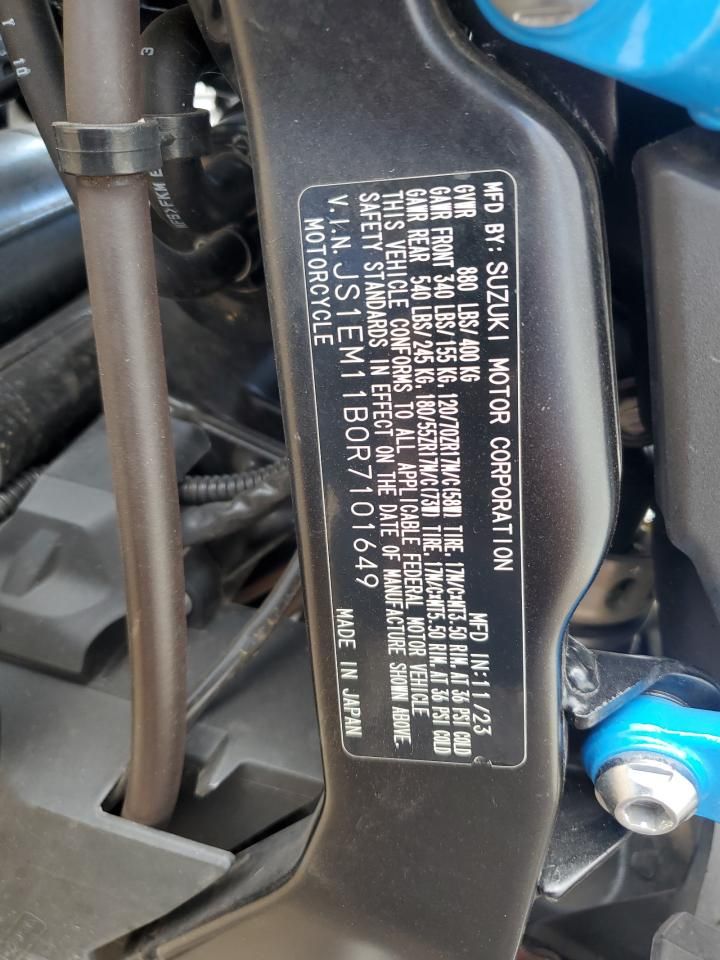 MFD BY: SUZUKI MOTOR CORPORATION MFD IN:11/23
GVWR 880 LBS/400 KG
GAWR FRONT 340 LBS/155 KG, 120/70ZR17M/C(58W) TIRE, 17M/C×MT3.50 RIM. AT 36 PSI COLD
GAWR REAR 540 LBS/245 KG, 180/55ZR17M/C(73W) TIRE, 17M/C×MT5.50 RIM. AT 36 PSI COLD
THIS VEHICLE CONFORMS TO ALL APPLICABLE FEDERAL MOTOR VEHICLE
SAFETY STANDARDS IN EFFECT ON THE DATE OF MANUFACTURE SHOWN ABOVE.
V.I.N. JS1EM11B0R7101649 MADE IN JAPAN
MOTORCYCLE